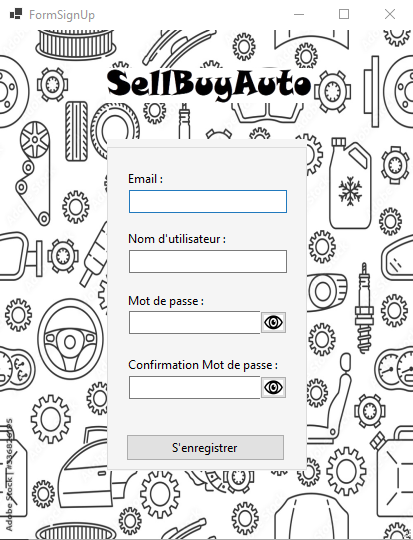 FormSignUp
SellBuyAuto
Email :
Nom d'utilisateur :
Mot de passe :
Confirmation Mot de passe :
S'enregistrer